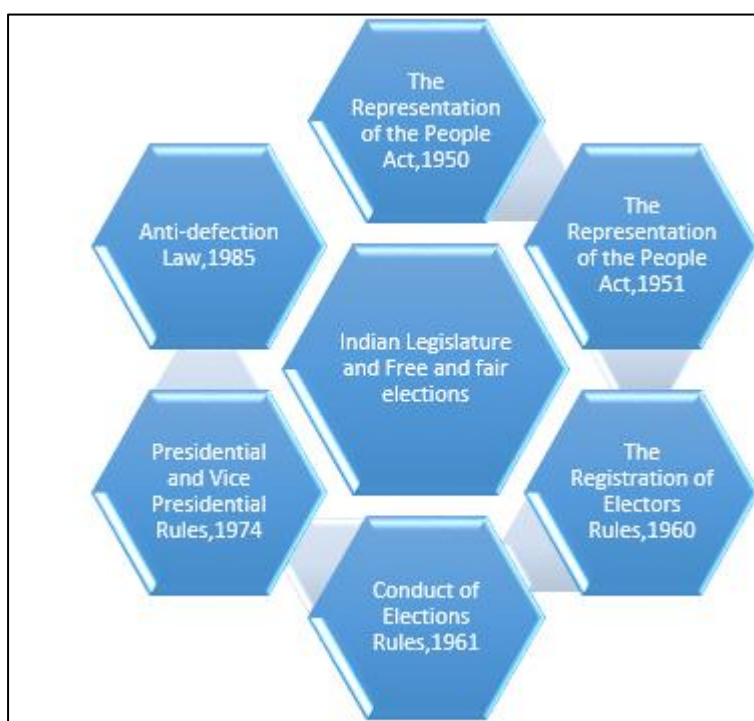 The
Representation
of the People
Act,1950
The
Representation
of the People
Act,1951
The
Registration of
Electors
Rules,1960
Conduct of
Elections
Rules,1961
Presidential
and Vice
Presidential
Rules,1974
Anti-defection
Law,1985
Indian Legislature
and Free and fair
elections